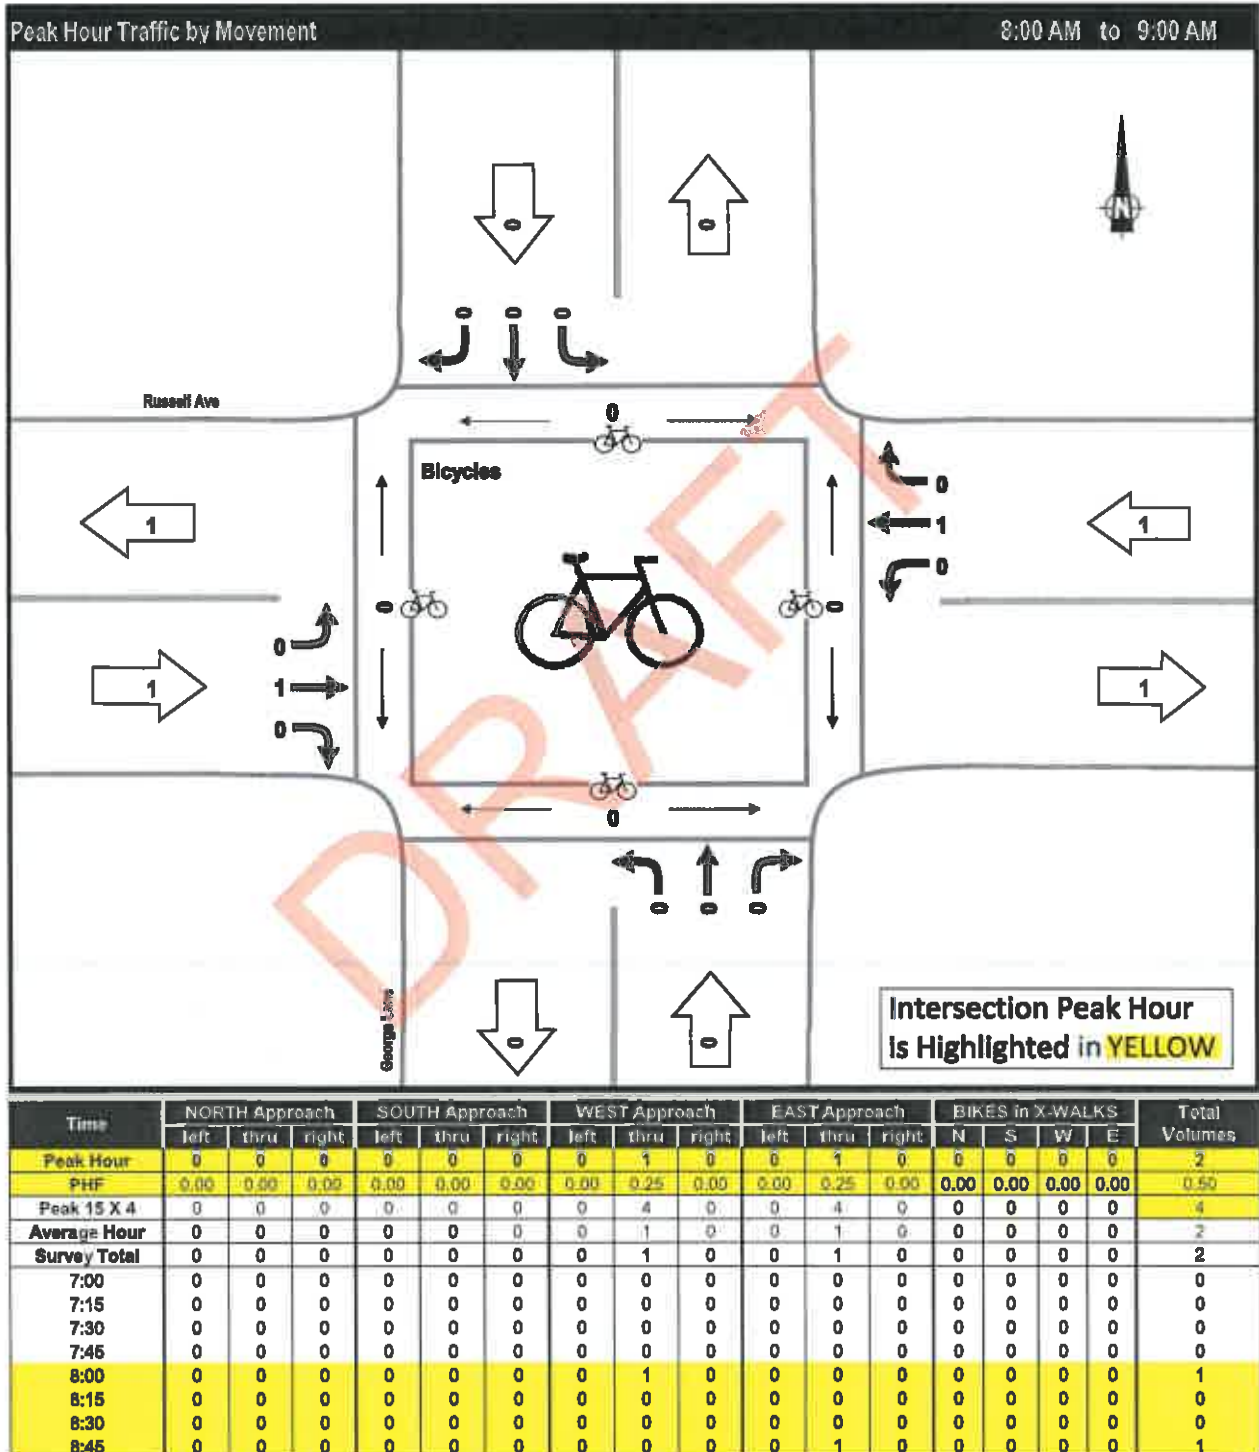 Peak Hour Traffic by Movement 8:00 AM to 9:00 AM
0 0
N
0 0 0
Russell Ave
0
Bicycles
0
1 1 1
0
0 0
0
1 1 1
0
0
0 0 0
DRAFT
George Lane
0 0
Intersection Peak Hour
is Highlighted in YELLOW
Time NORTH Approach SOUTH Approach WEST Approach EAST Approach BIKES in X-WALKS Total
left thru right left thru right left thru right left thru right N S W E Volumes
Peak Hour 0 0 0 0 0 0 0 1 0 0 1 0 0 0 0 0 2
PHF 0.00 0.00 0.00 0.00 0.00 0.00 0.00 0.25 0.00 0.00 0.25 0.00 0.00 0.00 0.00 0.00 0.50
Peak 15 X 4 0 0 0 0 0 0 0 4 0 0 4 0 0 0 0 0 4
Average Hour 0 0 0 0 0 0 0 1 0 0 1 0 0 0 0 0 2
Survey Total 0 0 0 0 0 0 0 1 0 0 1 0 0 0 0 0 2
7:00 0 0 0 0 0 0 0 0 0 0 0 0 0 0 0 0 0
7:15 0 0 0 0 0 0 0 0 0 0 0 0 0 0 0 0 0
7:30 0 0 0 0 0 0 0 0 0 0 0 0 0 0 0 0 0
7:45 0 0 0 0 0 0 0 0 0 0 0 0 0 0 0 0 0
8:00 0 0 0 0 0 0 0 1 0 0 0 0 0 0 0 0 1
8:15 0 0 0 0 0 0 0 0 0 0 0 0 0 0 0 0 0
8:30 0 0 0 0 0 0 0 0 0 0 0 0 0 0 0 0 0
8:45 0 0 0 0 0 0 0 0 0 0 1 0 0 0 0 0 1